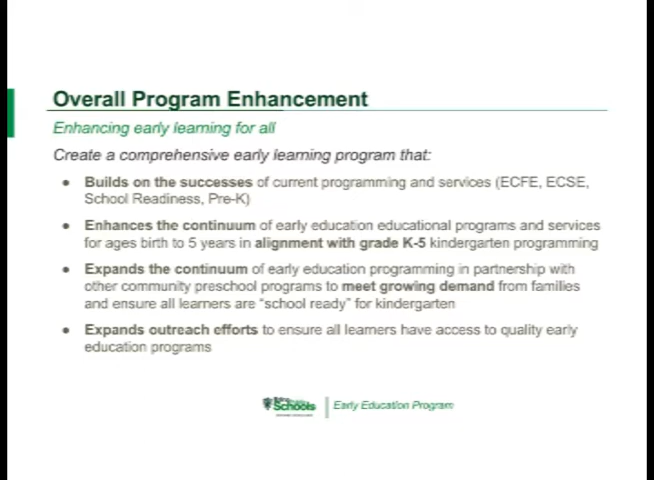 Overall Program Enhancement
Enhancing early learning for all
Create a comprehensive early learning program that:
● Builds on the successes of current programming and services (ECFE, ECSE,
School Readiness, Pre-K)
● Enhances the continuum of early education educational programs and services
for ages birth to 5 years in alignment with grade K-5 kindergarten programming
● Expands the continuum of early education programming in partnership with
other community preschool programs to meet growing demand from families
and ensure all learners are “school ready” for kindergarten
● Expands outreach efforts to ensure all learners have access to quality early
education programs
Schools
Early Education Program